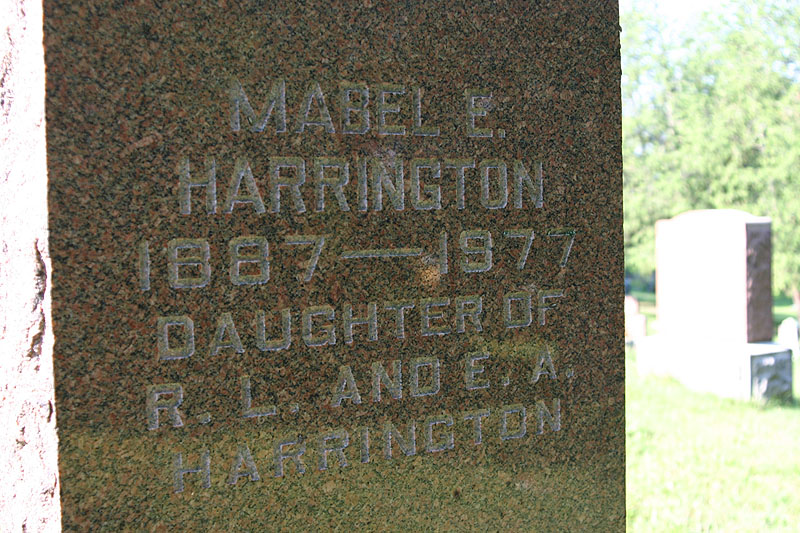 MABEL E.
HARRINGTON
1887—1977
DAUGHTER OF
R. L. AND E. A.
HARRINGTON